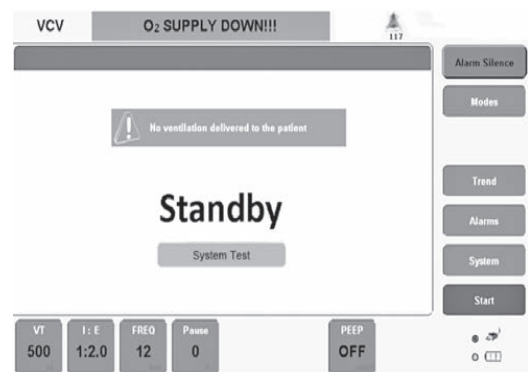 VCV O₂ SUPPLY DOWN!!! 117
Alarm Silence
Modes
No ventilation delivered to the patient
Standby
System Test
Trend
Alarms
System
Start
VT I : E FREQ Pause PEEP
500 1:2.0 12 0 OFF